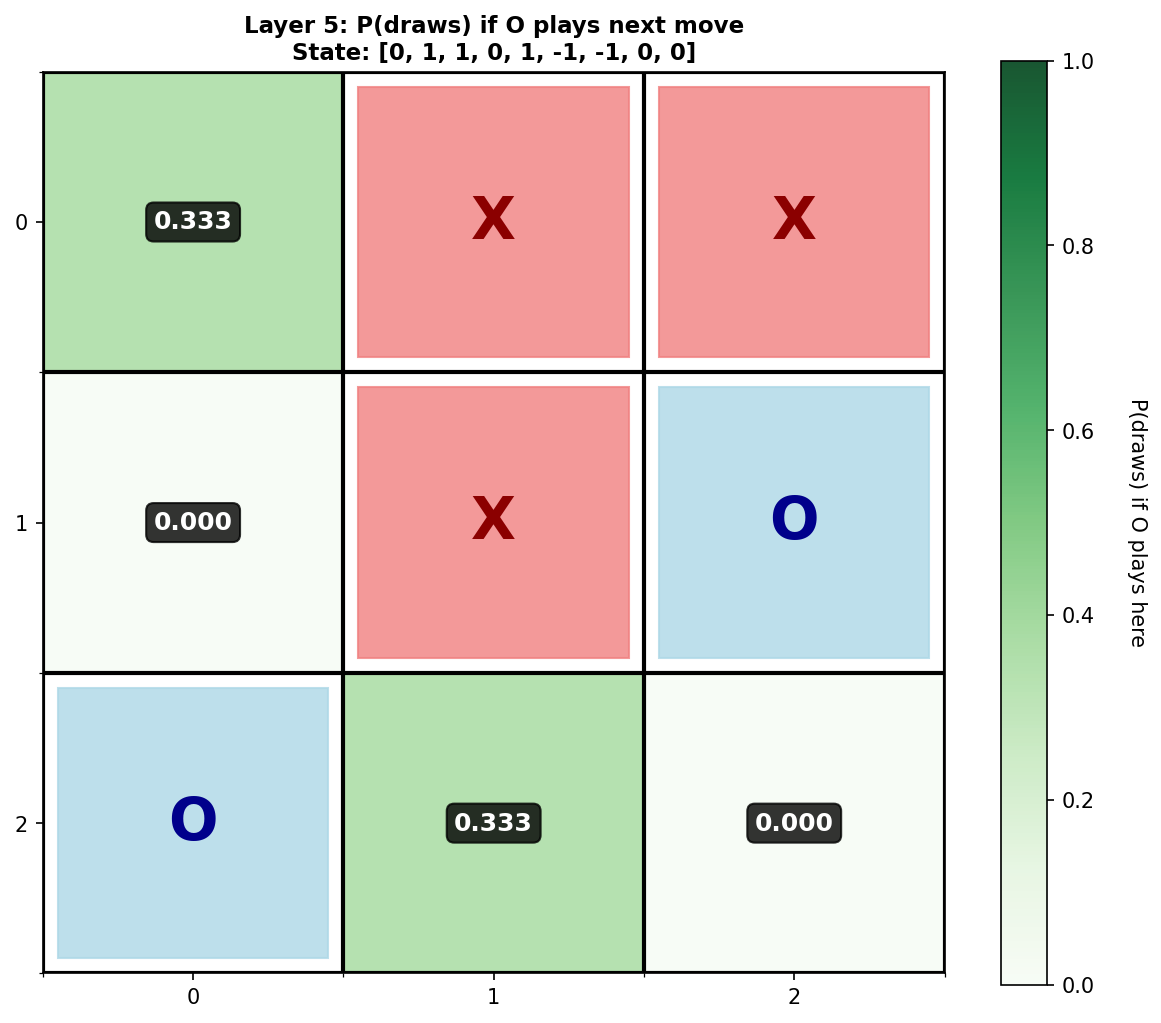 Layer 5: P(draws) if O plays next move
State: [0, 1, 1, 0, 1, -1, -1, 0, 0]
0
0.333
X
X
1
0.000
X
O
2
O
0.333
0.000
0
1
2
1.0
0.8
0.6
0.4
0.2
0.0
P(draws) if O plays here